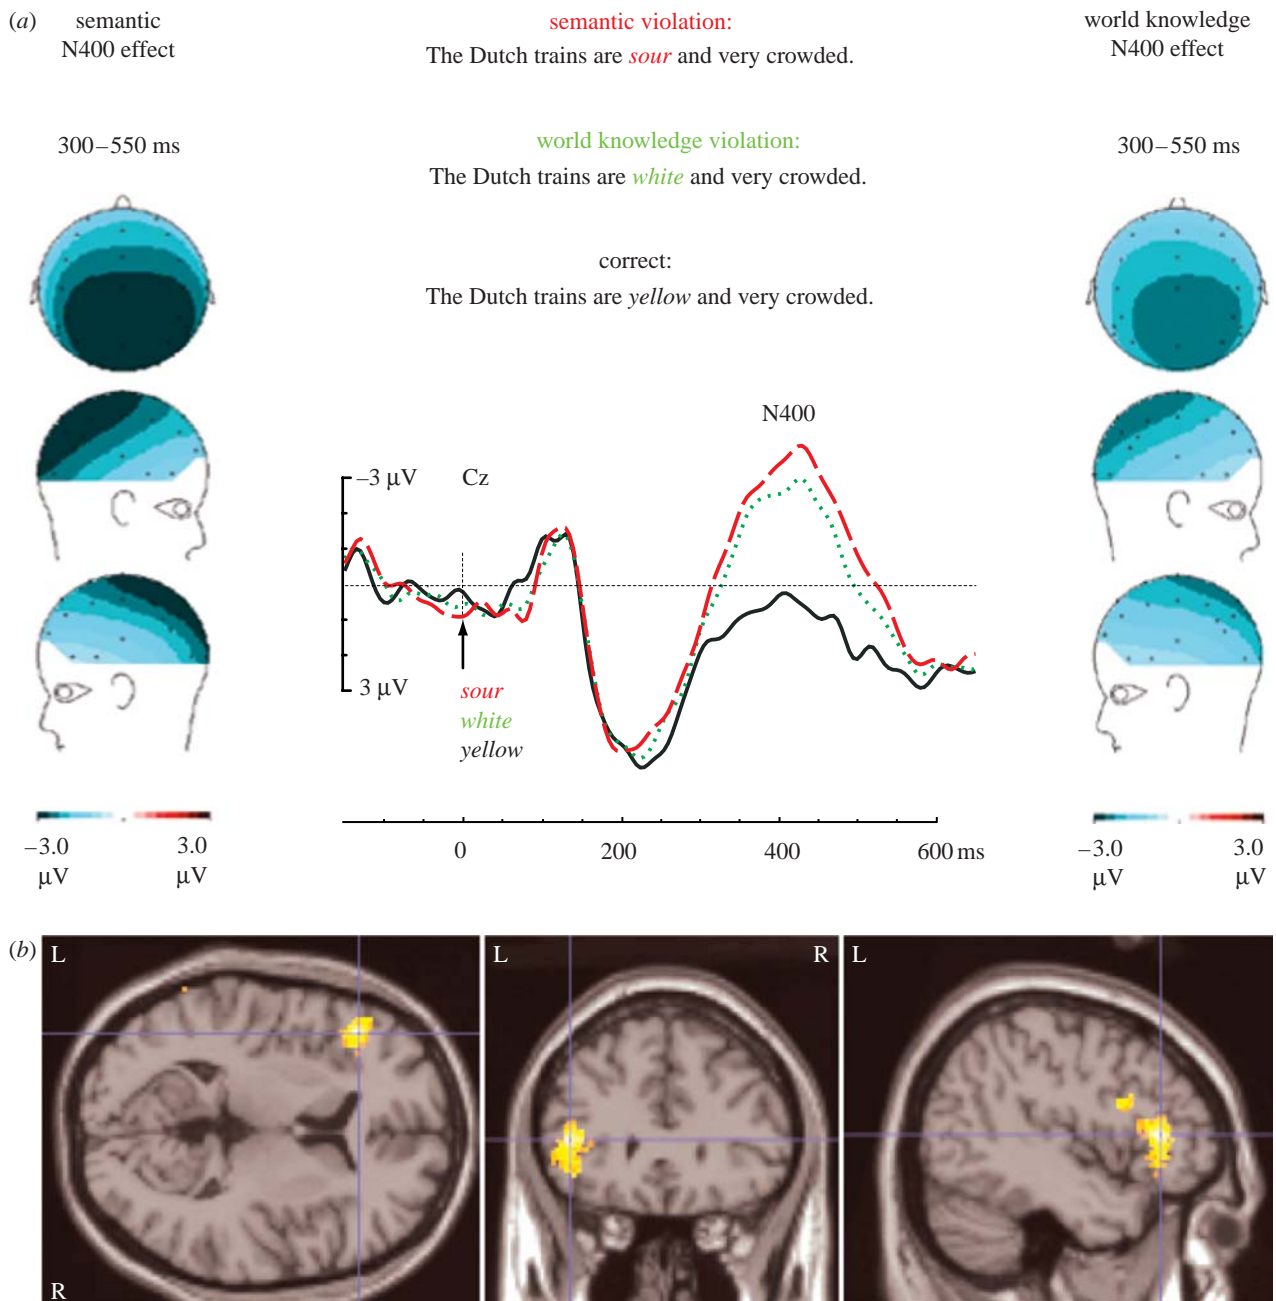 (a)
semantic
N400 effect
semantic violation:
The Dutch trains are sour and very crowded.
world knowledge
N400 effect
300–550 ms
world knowledge violation:
The Dutch trains are white and very crowded.
300–550 ms
correct:
The Dutch trains are yellow and very crowded.
N400
–3 μV
Cz
3 μV
sour
white
yellow
0
200
400
600 ms
–3.0
μV
3.0
μV
–3.0
μV
3.0
μV
(b)
L
R
L
R
L